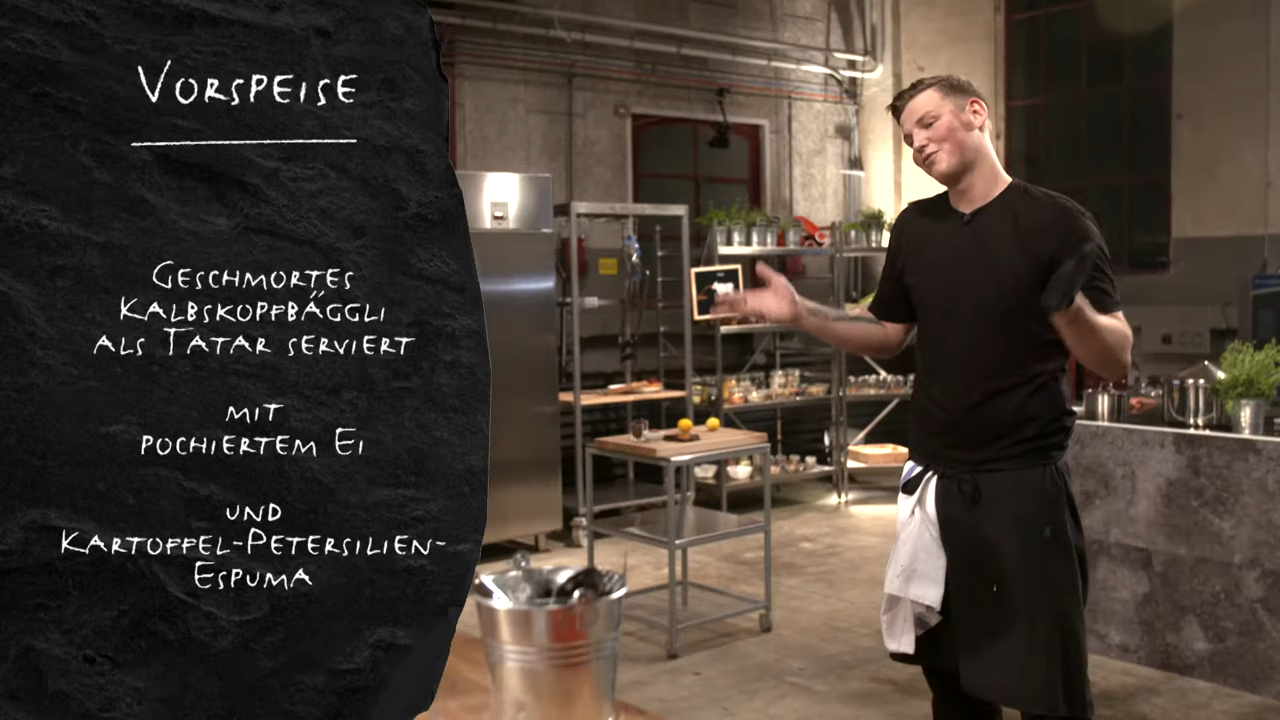 Vorspeise
Geschmortes
Kalbskopfbäggli
als Tatar serviert
mit
pochiertem Ei
und
Kartoffel-Petersilien-
Espuma